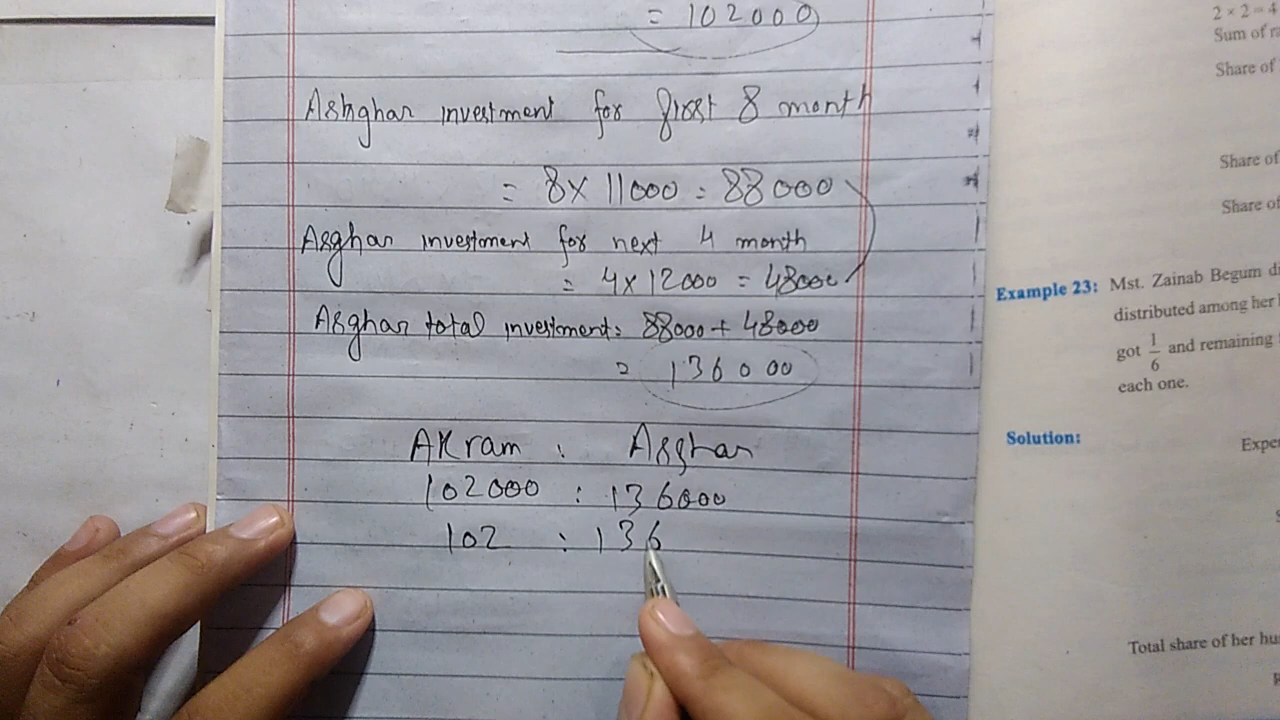 = 102000
Ashghar investment for first 8 month
= 8 × 11000 = 88000
Asghar investment for next 4 month
= 4 × 12000 = 48000
Asghar total investment = 88000 + 48000
= 136000
AKram : Asghar
102000 : 136000
102 : 136
2 × 2 = 4
Sum of
Share of
Share of
Share of
Example 23: Mst. Zainab Begum
distributed among her
got 1/6 and remaining
each one.
Solution:
Total share of her